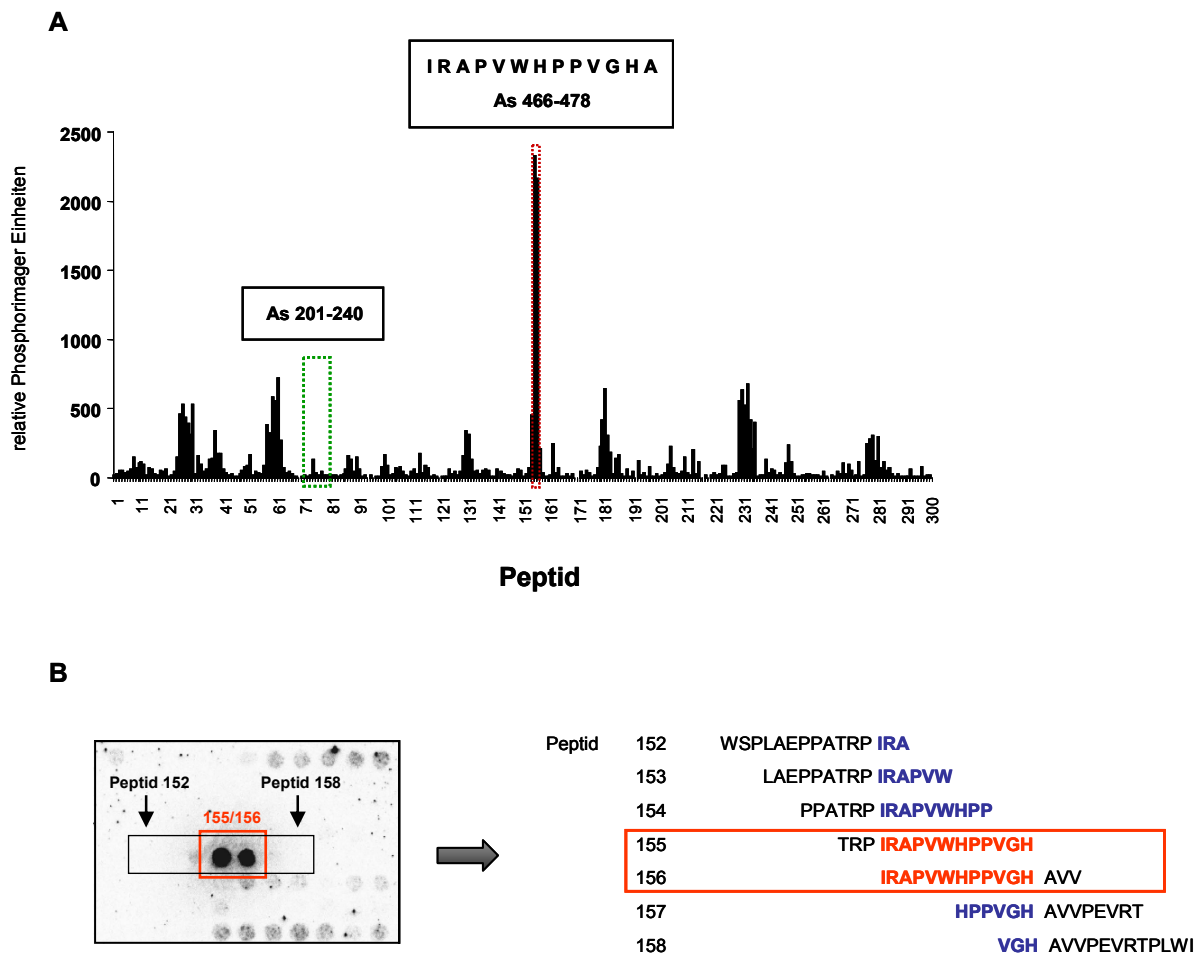 A
I R A P V W H P P V G H A
As 466-478
relative Phosphorimager Einheiten
2500
2000
1500
1000
500
0
As 201-240
1 11 21 31 41 51 61 71 81 91 101 111 121 131 141 151 161 171 181 191 201 211 221 231 241 251 261 271 281 291 300
Peptid
B
Peptid 152 Peptid 158
155/156
Peptid 152 WSPLAEPPATRP IRA
153 LAEPPATRP IRAPVW
154 PPATRP IRAPVWHPP
155 TRP IRAPVWHPPVGH
156 IRAPVWHPPVGH AVV
157 HPPVGH AVVPEVRT
158 VGH AVVPEVRTPLWI